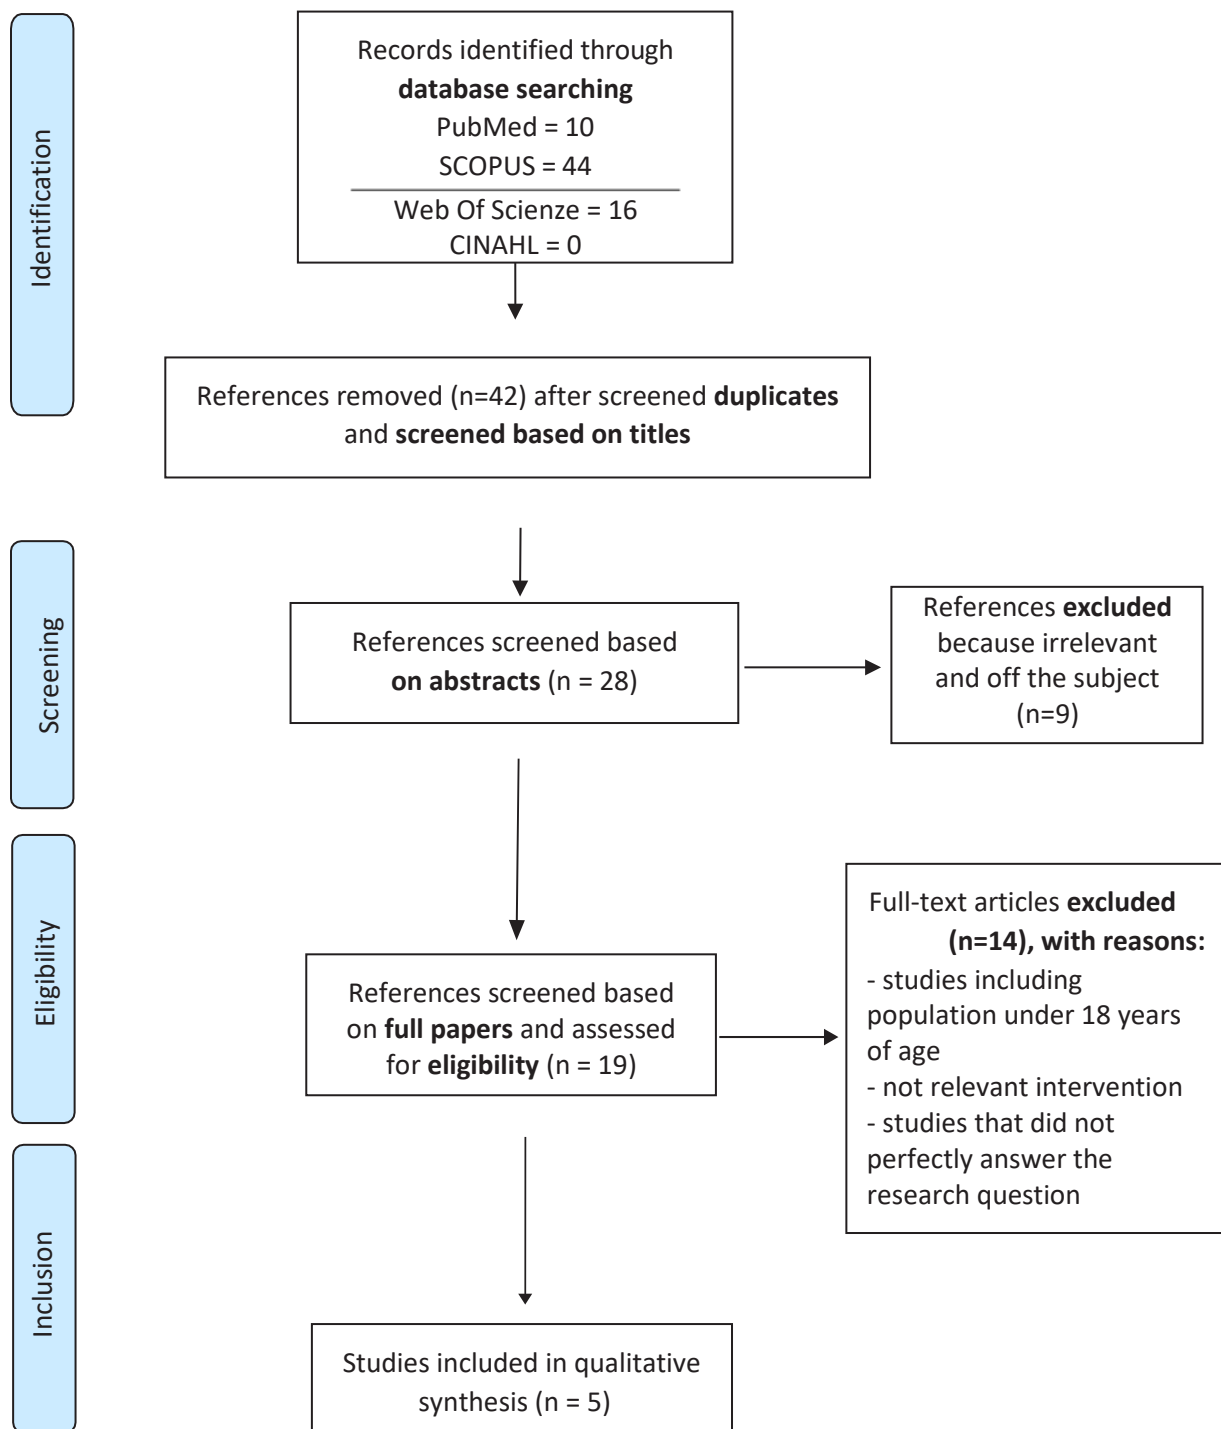 Identification
Records identified through
database searching
PubMed = 10
SCOPUS = 44
Web Of Scienze = 16
CINAHL = 0
References removed (n=42) after screened duplicates
and screened based on titles
Screening
References screened based
on abstracts (n = 28)
References excluded
because irrelevant
and off the subject
(n=9)
Eligibility
References screened based
on full papers and assessed
for eligibility (n = 19)
Full-text articles excluded
(n=14), with reasons:
- studies including
population under 18 years
of age
- not relevant intervention
- studies that did not
perfectly answer the
research question
Inclusion
Studies included in qualitative
synthesis (n = 5)